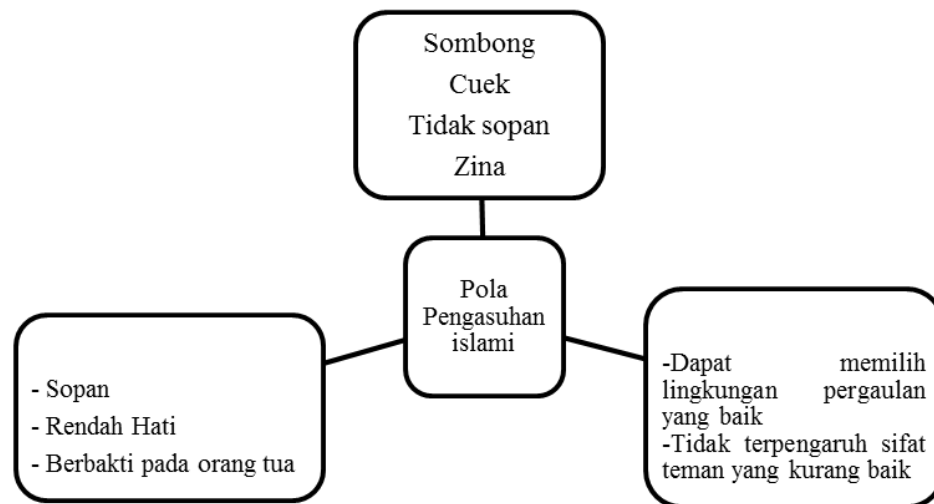 Sombong
Cuek
Tidak sopan
Zina
Pola
Pengasuhan
islami
- Sopan
- Rendah Hati
- Berbakti pada orang tua
-Dapat memilih
lingkungan pergaulan
yang baik
-Tidak terpengaruh sifat
teman yang kurang baik